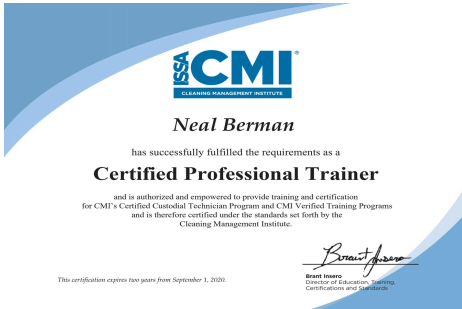 ISSA CMI®
CLEANING MANAGEMENT INSTITUTE
Neal Berman
has successfully fulfilled the requirements as a
Certified Professional Trainer
and is authorized and empowered to provide training and certification
for CMI's Certified Custodial Technician Program and CMI Verified Training Programs
and is therefore certified under the standards set forth by the
Cleaning Management Institute.
Brant Insero
This certification expires two years from September 1, 2020.
Brant Insero
Director of Education, Training,
Certifications and Standards